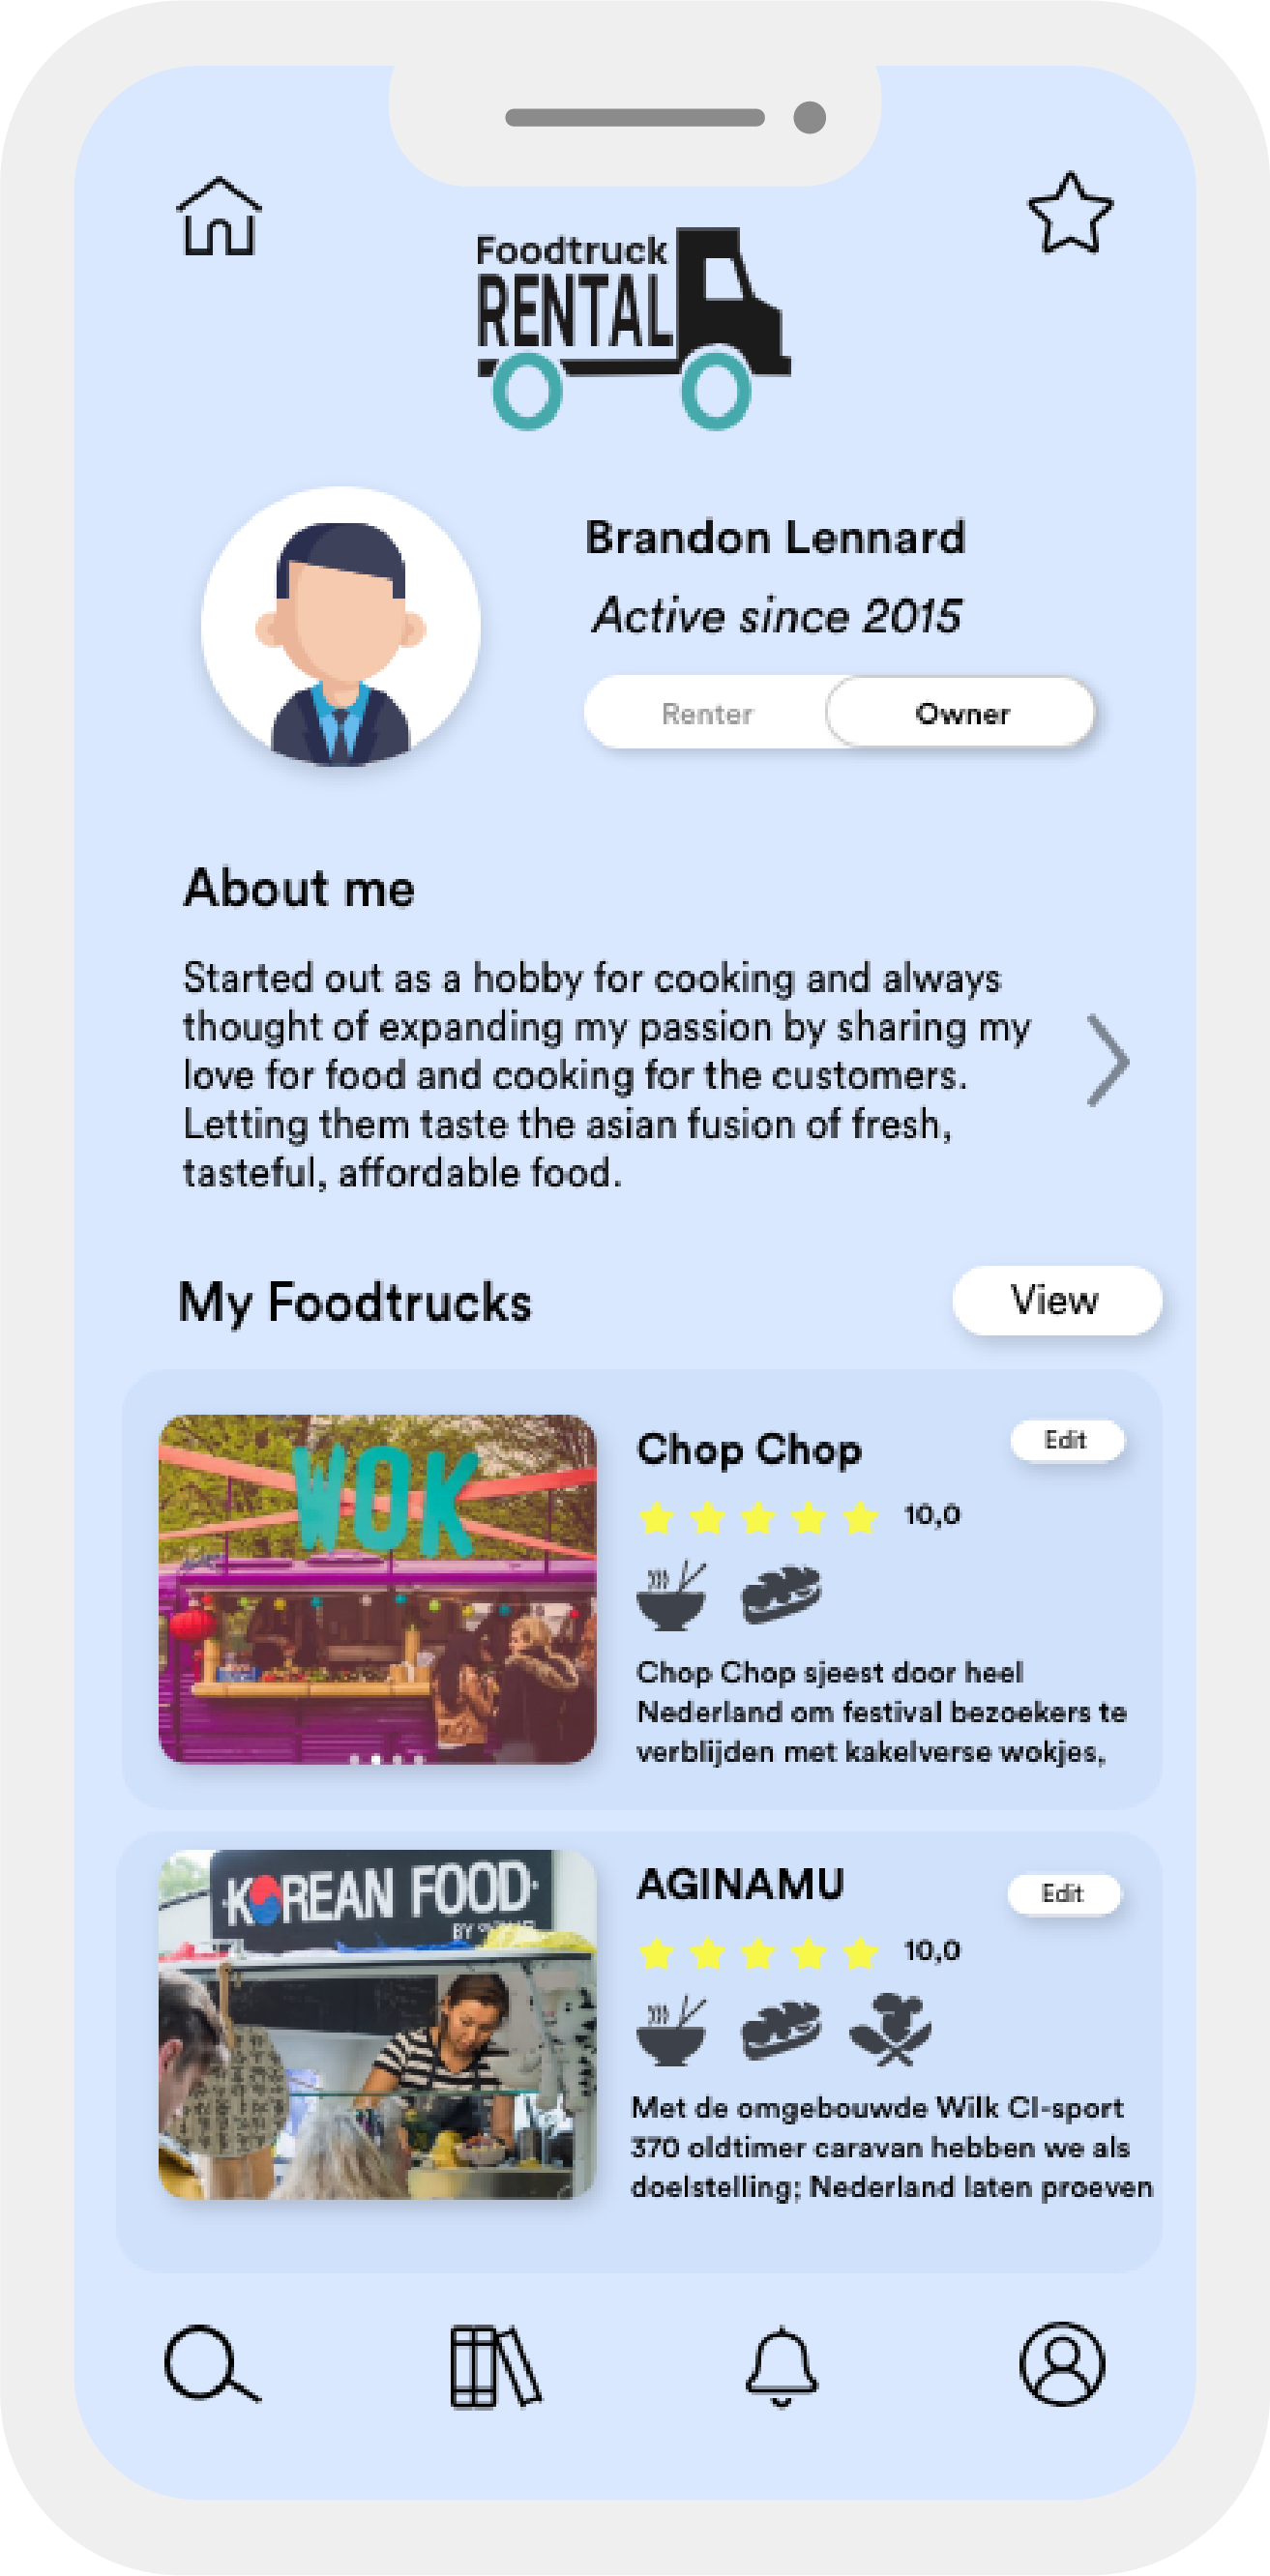 Foodtruck
RENTAL
Brandon Lennard
Active since 2015
Renter
Owner
About me
Started out as a hobby for cooking and always
thought of expanding my passion by sharing my
love for food and cooking for the customers.
Letting them taste the asian fusion of fresh,
tasteful, affordable food.
My Foodtrucks
View
WOK
Chop Chop
Edit
10,0
Chop Chop sjeest door heel
Nederland om festival bezoekers te
verblijden met kakelverse wokjes,
KOREAN FOOD
BY
AGINAMU
Edit
10,0
Met de omgebouwde Wilk CI-sport
370 oldtimer caravan hebben we als
doelstelling; Nederland laten proeven